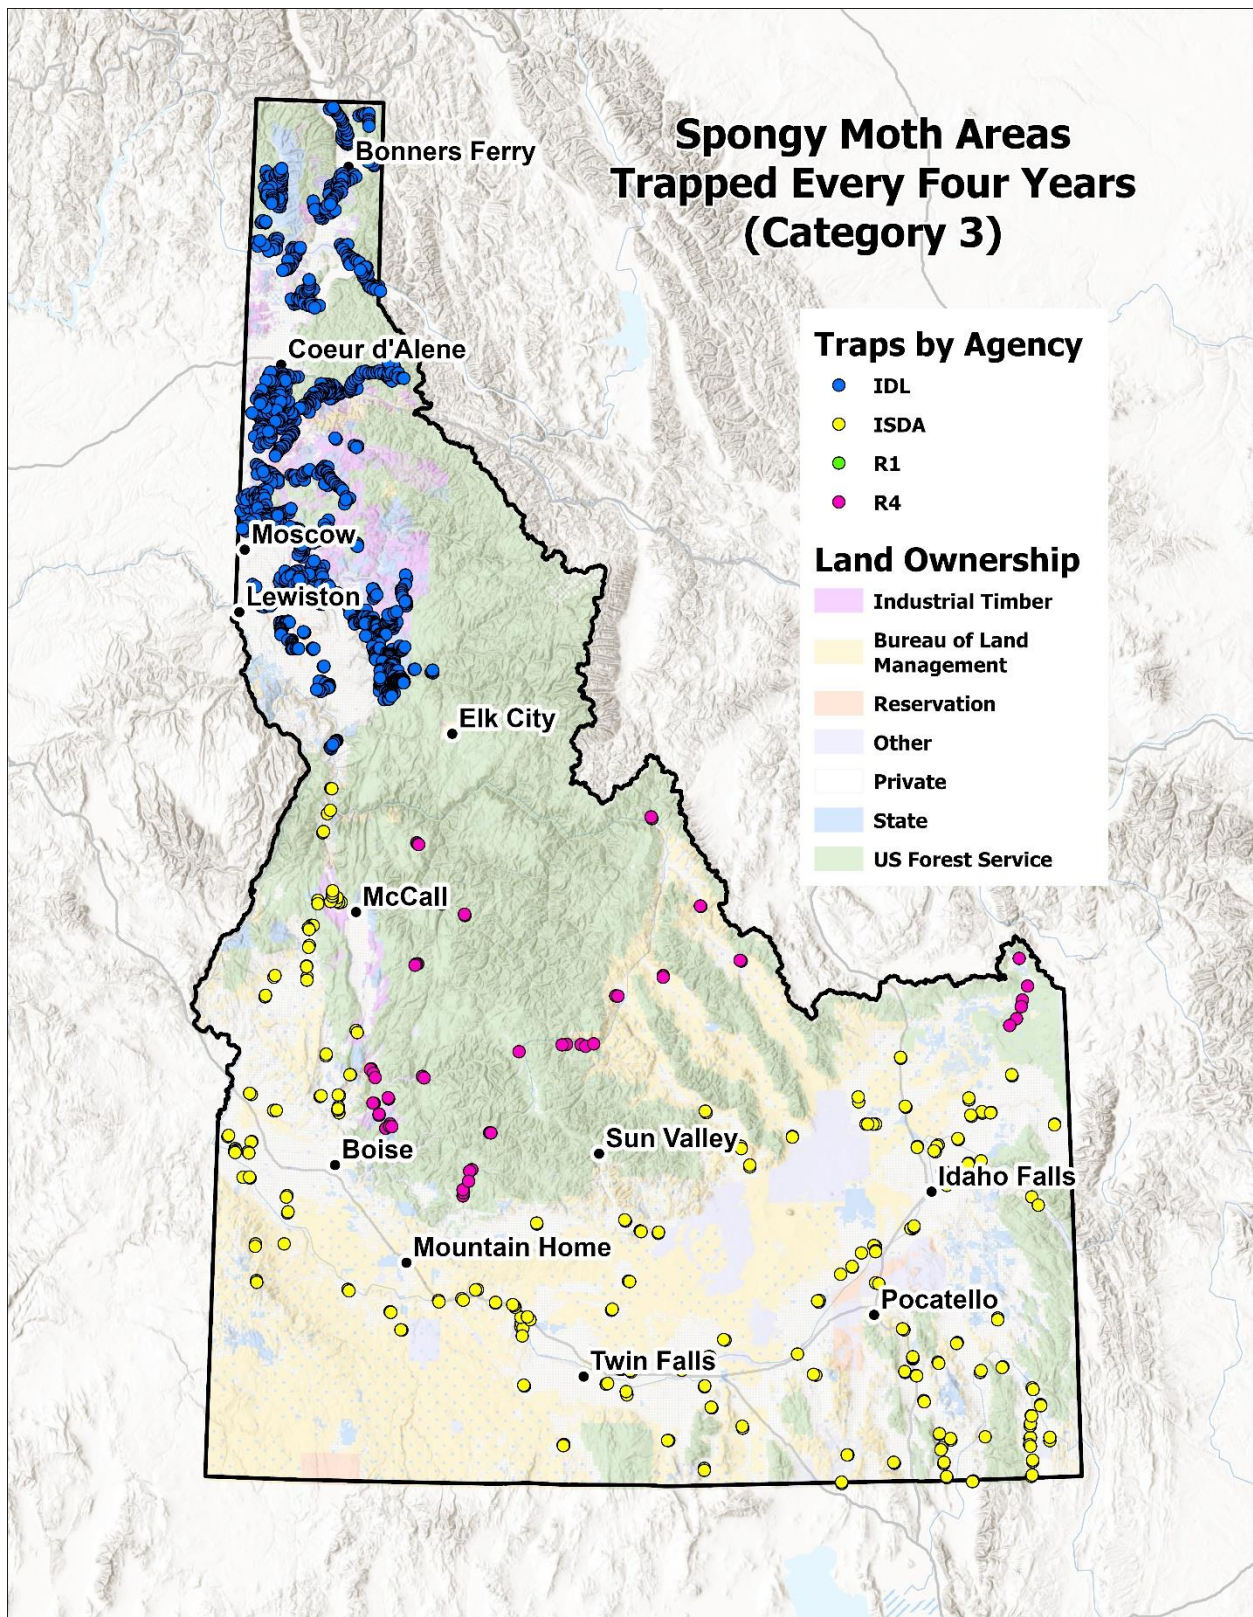 Spongy Moth Areas
Trapped Every Four Years
(Category 3)
Bonners Ferry
Coeur d'Alene
Moscow
Lewiston
Elk City
McCall
Boise
Sun Valley
Idaho Falls
Mountain Home
Pocatello
Twin Falls
Traps by Agency
IDL
ISDA
R1
R4
Land Ownership
Industrial Timber
Bureau of Land
Management
Reservation
Other
Private
State
US Forest Service